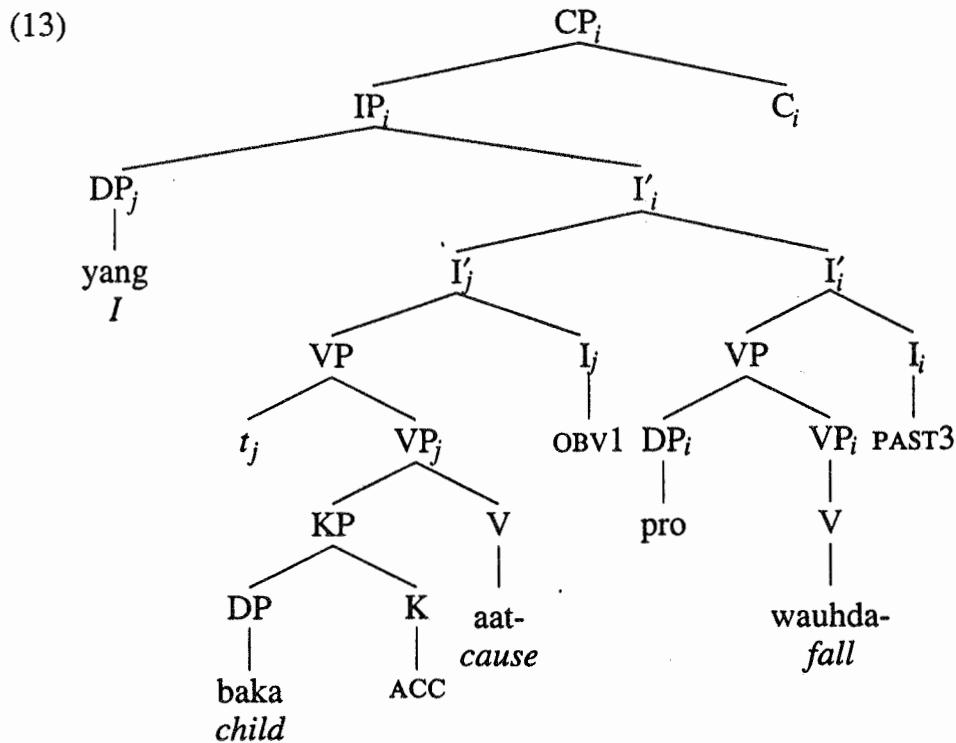 (13)
CPᵢ
IPᵢ Cᵢ
DPⱼ I′ᵢ
yang
I
I′ⱼ I′ᵢ
VP Iⱼ VP Iᵢ
tⱼ VPⱼ OBV1 DPᵢ VPᵢ PAST3
KP V pro V
DP K aat- wauhda-
cause fall
baka ACC
child